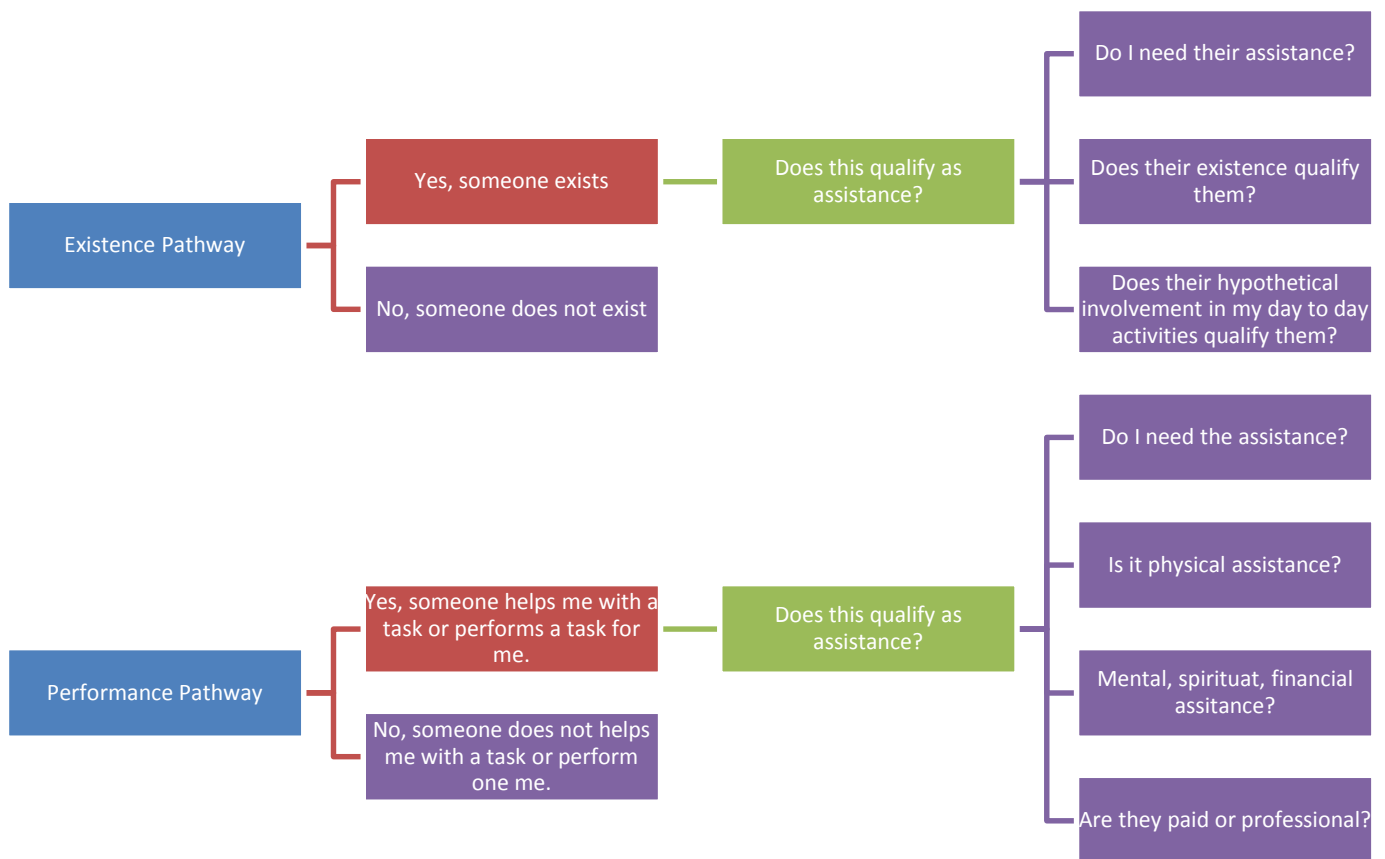 Existence Pathway
Yes, someone exists
No, someone does not exist
Does this qualify as
assistance?
Do I need their assistance?
Does their existence qualify
them?
Does their hypothetical
involvement in my day to day
activities qualify them?
Performance Pathway
Yes, someone helps me with a
task or performs a task for
me.
No, someone does not helps
me with a task or perform
one me.
Does this qualify as
assistance?
Do I need the assistance?
Is it physical assistance?
Mental, spirituat, financial
assitance?
Are they paid or professional?